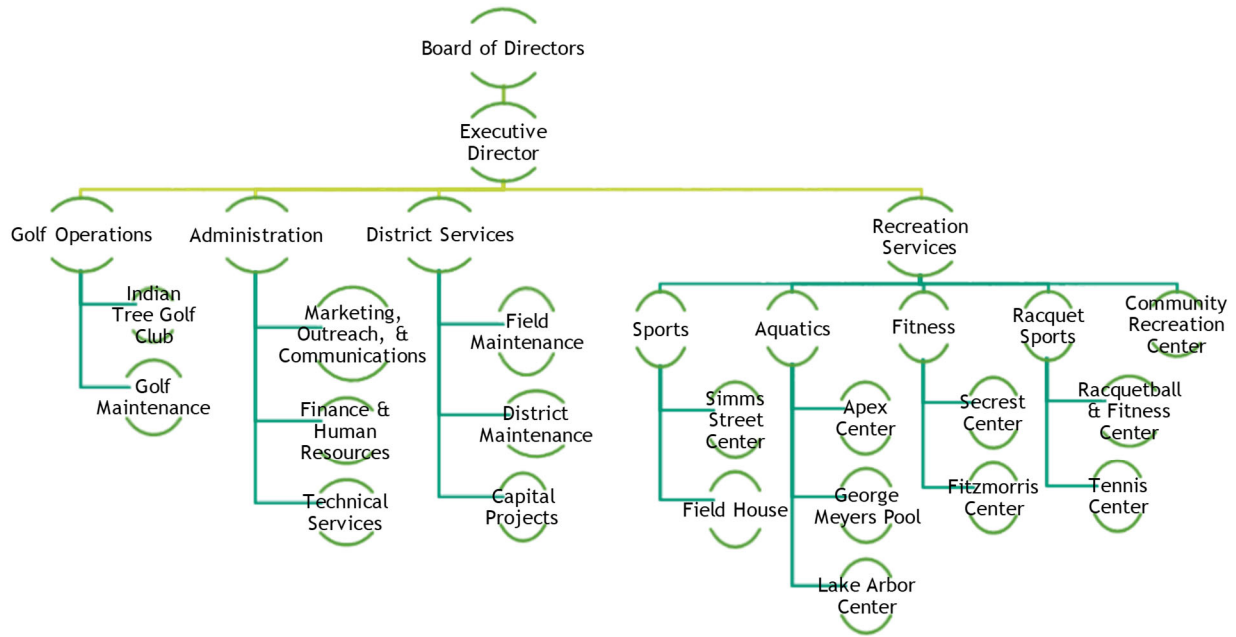 Board of Directors
Executive
Director
Golf Operations
Administration
District Services
Recreation
Services
Indian
Tree Golf
Club
Golf
Maintenance
Marketing,
Outreach, &
Communications
Finance &
Human
Resources
Technical
Services
Field
Maintenance
District
Maintenance
Capital
Projects
Sports
Simms
Street
Center
Field House
Aquatics
Apex
Center
George
Meyers Pool
Lake Arbor
Center
Fitness
Secrest
Center
Fitzmorris
Center
Racquet
Sports
Racquetball
& Fitness
Center
Tennis
Center
Community
Recreation
Center